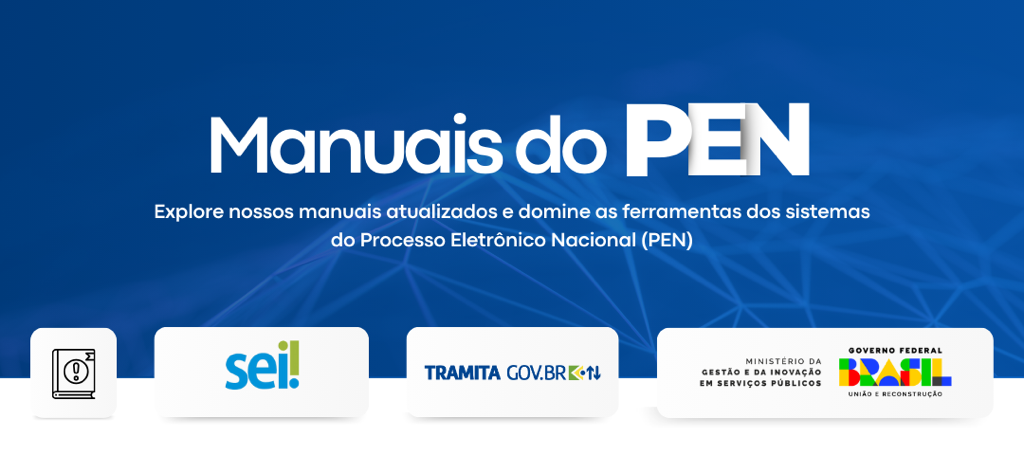 Manuais do PEN
Explore nossos manuais atualizados e domine as ferramentas dos sistemas
do Processo Eletrônico Nacional (PEN)
sei!
TRAMITA GOV.BR
MINISTÉRIO DA
GESTÃO E DA INOVAÇÃO
EM SERVIÇOS PÚBLICOS
GOVERNO FEDERAL
BRASIL
UNIÃO E RECONSTRUÇÃO